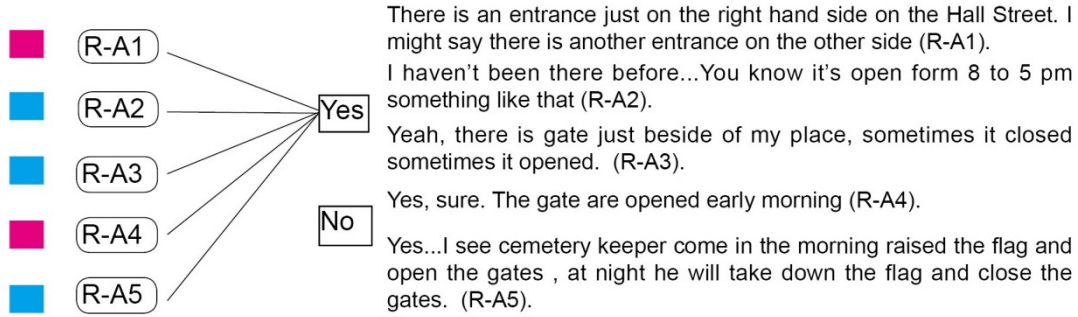 R-A1
R-A2
R-A3
R-A4
R-A5
Yes
No
There is an entrance just on the right hand side on the Hall Street. I
might say there is another entrance on the other side (R-A1).
I haven’t been there before...You know it’s open form 8 to 5 pm
something like that (R-A2).
Yeah, there is gate just beside of my place, sometimes it closed
sometimes it opened. (R-A3).
Yes, sure. The gate are opened early morning (R-A4).
Yes...I see cemetery keeper come in the morning raised the flag and
open the gates , at night he will take down the flag and close the
gates. (R-A5).